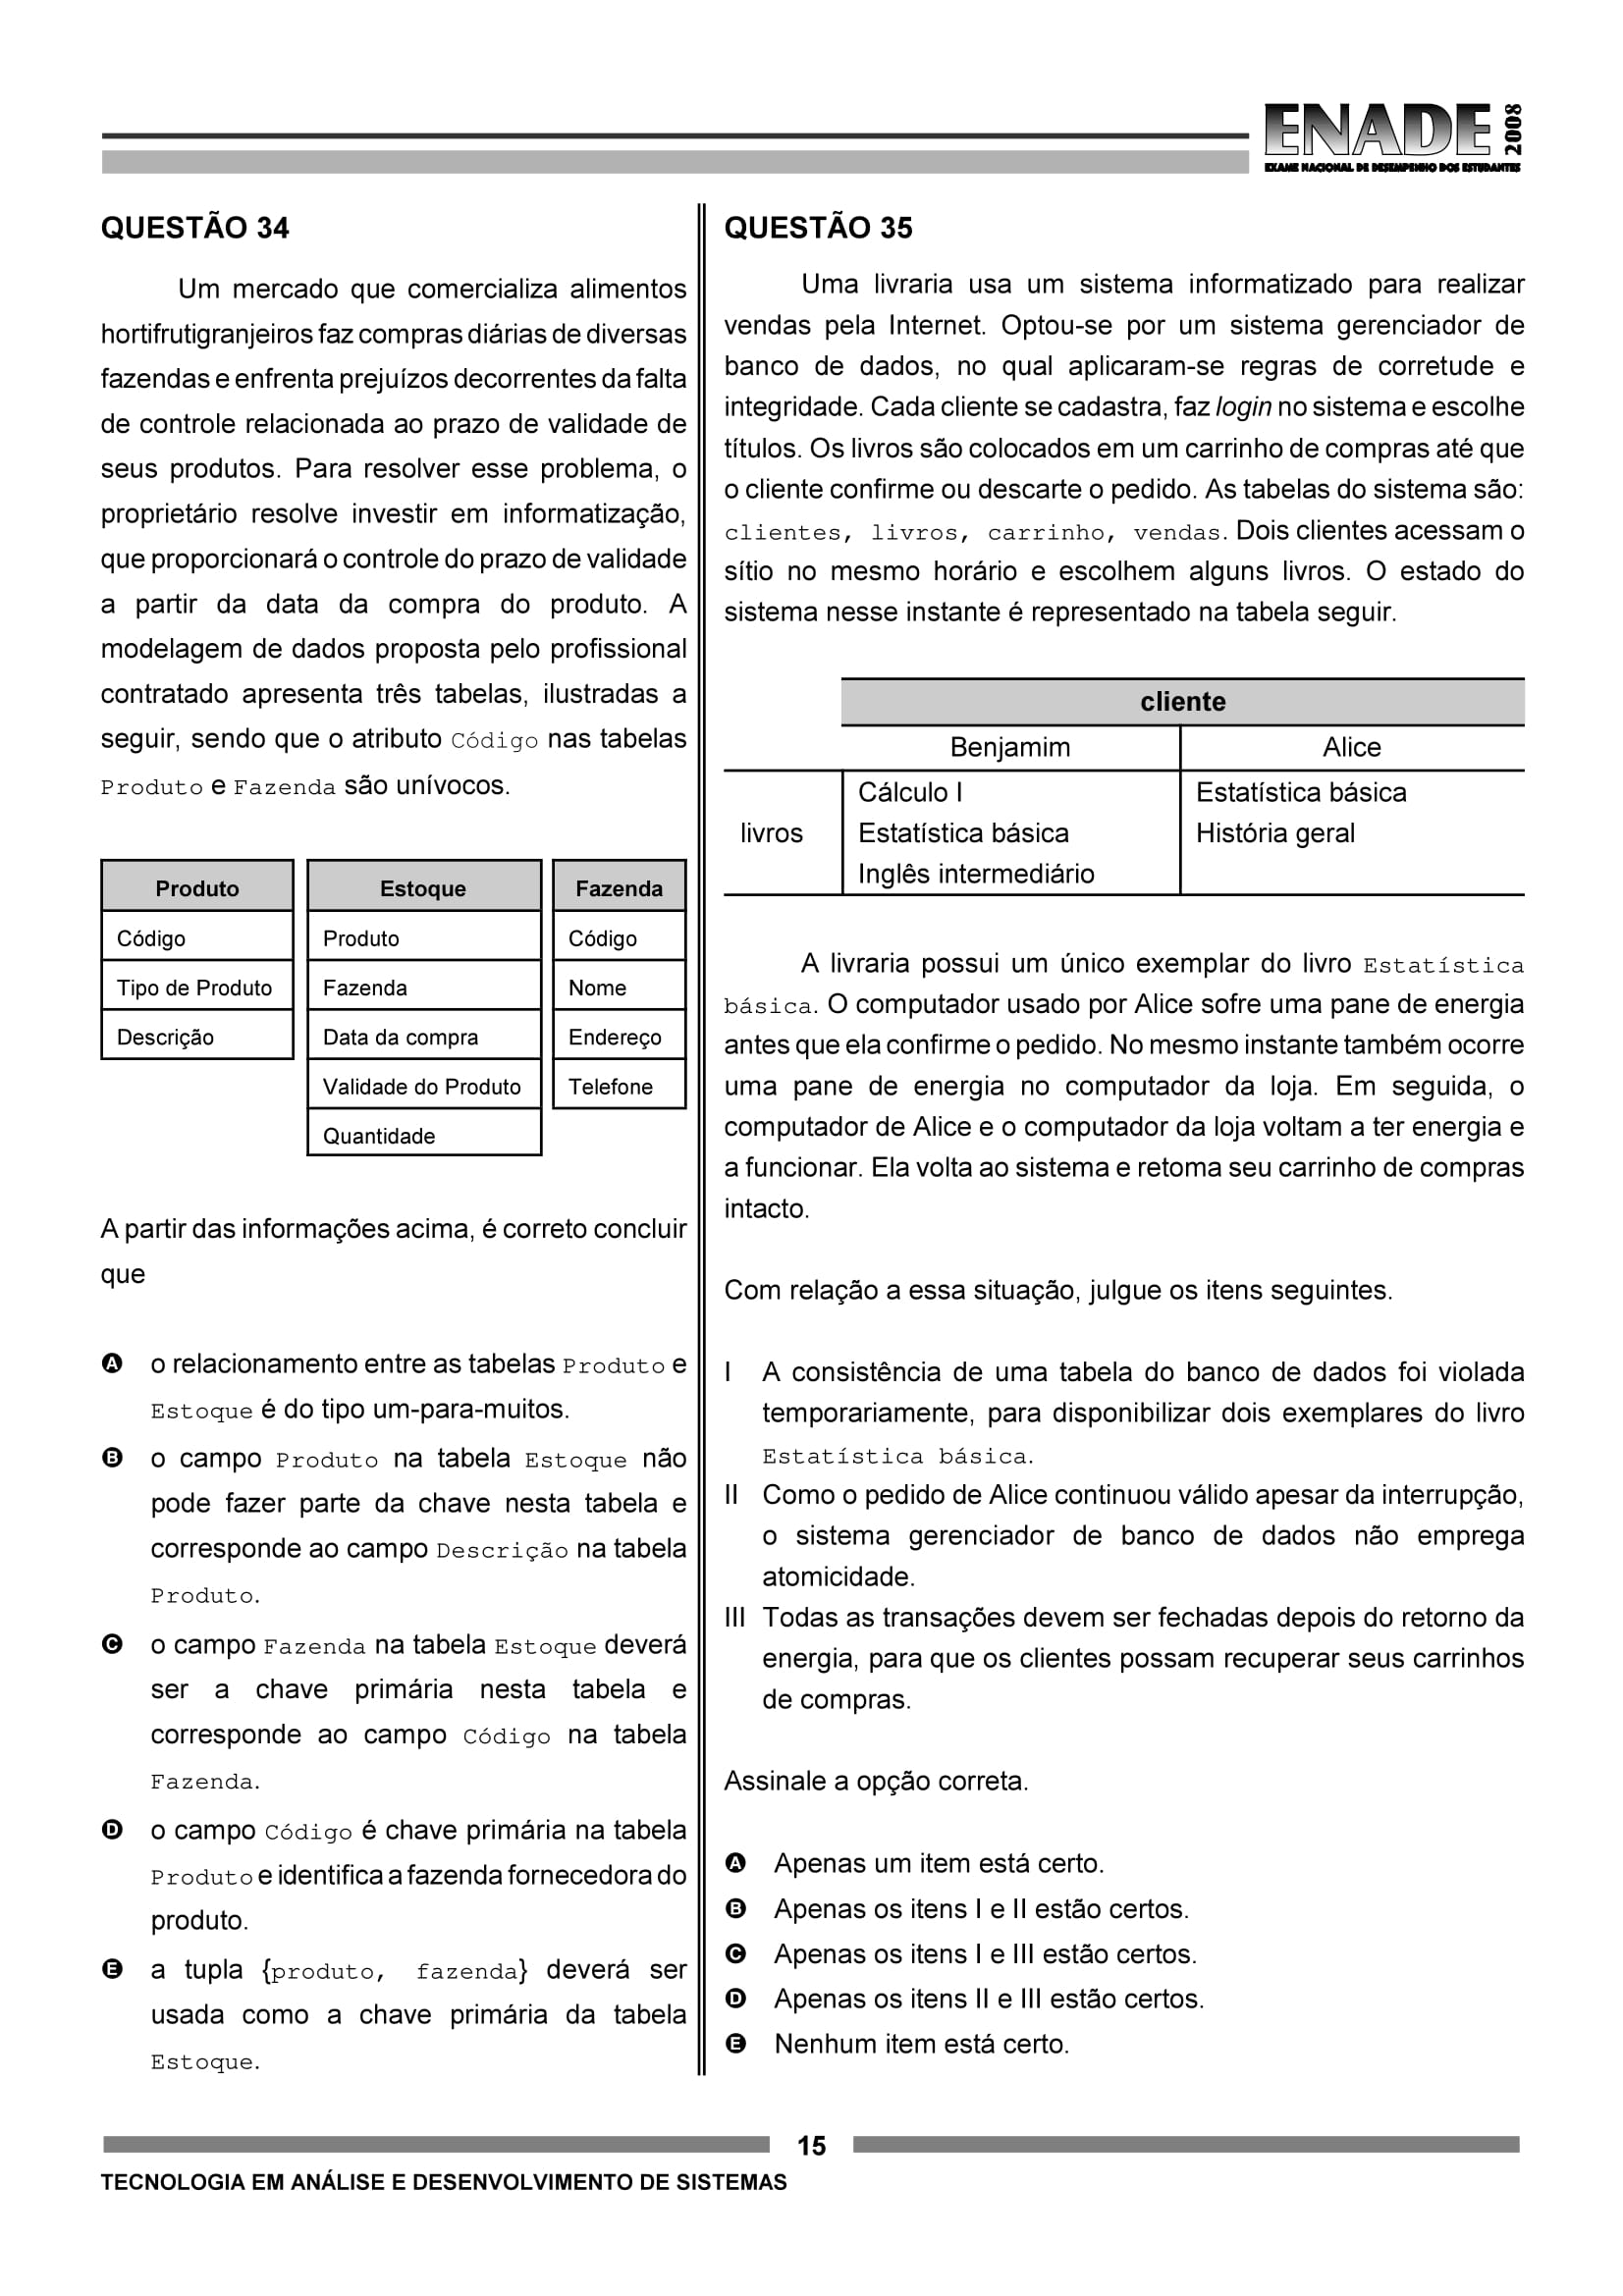 ENADE
2008
EXAME NACIONAL DE DESEMPENHO DOS ESTUDANTES
QUESTÃO 34
Um mercado que comercializa alimentos
hortifrutigranjeiros faz compras diárias de diversas
fazendas e enfrenta prejuízos decorrentes da falta
de controle relacionada ao prazo de validade de
seus produtos. Para resolver esse problema, o
proprietário resolve investir em informatização,
que proporcionará o controle do prazo de validade
a partir da data da compra do produto. A
modelagem de dados proposta pelo profissional
contratado apresenta três tabelas, ilustradas a
seguir, sendo que o atributo Código nas tabelas
Produto e Fazenda são unívocos.
Produto
Código
Tipo de Produto
Descrição
Estoque
Produto
Fazenda
Data da compra
Validade do Produto
Quantidade
Fazenda
Código
Nome
Endereço
Telefone
A partir das informações acima, é correto concluir
que
A o relacionamento entre as tabelas Produto e
Estoque é do tipo um-para-muitos.
B o campo Produto na tabela Estoque não
pode fazer parte da chave nesta tabela e
corresponde ao campo Descrição na tabela
Produto.
C o campo Fazenda na tabela Estoque deverá
ser a chave primária nesta tabela e
corresponde ao campo Código na tabela
Fazenda.
D o campo Código é chave primária na tabela
Produto e identifica a fazenda fornecedora do
produto.
E a tupla {produto, fazenda} deverá ser
usada como a chave primária da tabela
Estoque.
QUESTÃO 35
Uma livraria usa um sistema informatizado para realizar
vendas pela Internet. Optou-se por um sistema gerenciador de
banco de dados, no qual aplicaram-se regras de corretude e
integridade. Cada cliente se cadastra, faz login no sistema e escolhe
títulos. Os livros são colocados em um carrinho de compras até que
o cliente confirme ou descarte o pedido. As tabelas do sistema são:
clientes, livros, carrinho, vendas. Dois clientes acessam o
sítio no mesmo horário e escolhem alguns livros. O estado do
sistema nesse instante é representado na tabela seguir.
cliente
Benjamim Alice
Cálculo I Estatística básica
livros Estatística básica História geral
Inglês intermediário
A livraria possui um único exemplar do livro Estatística
básica. O computador usado por Alice sofre uma pane de energia
antes que ela confirme o pedido. No mesmo instante também ocorre
uma pane de energia no computador da loja. Em seguida, o
computador de Alice e o computador da loja voltam a ter energia e
a funcionar. Ela volta ao sistema e retoma seu carrinho de compras
intacto.
Com relação a essa situação, julgue os itens seguintes.
I A consistência de uma tabela do banco de dados foi violada
temporariamente, para disponibilizar dois exemplares do livro
Estatística básica.
II Como o pedido de Alice continuou válido apesar da interrupção,
o sistema gerenciador de banco de dados não emprega
atomicidade.
III Todas as transações devem ser fechadas depois do retorno da
energia, para que os clientes possam recuperar seus carrinhos
de compras.
Assinale a opção correta.
A Apenas um item está certo.
B Apenas os itens I e II estão certos.
C Apenas os itens I e III estão certos.
D Apenas os itens II e III estão certos.
E Nenhum item está certo.
15
TECNOLOGIA EM ANÁLISE E DESENVOLVIMENTO DE SISTEMAS